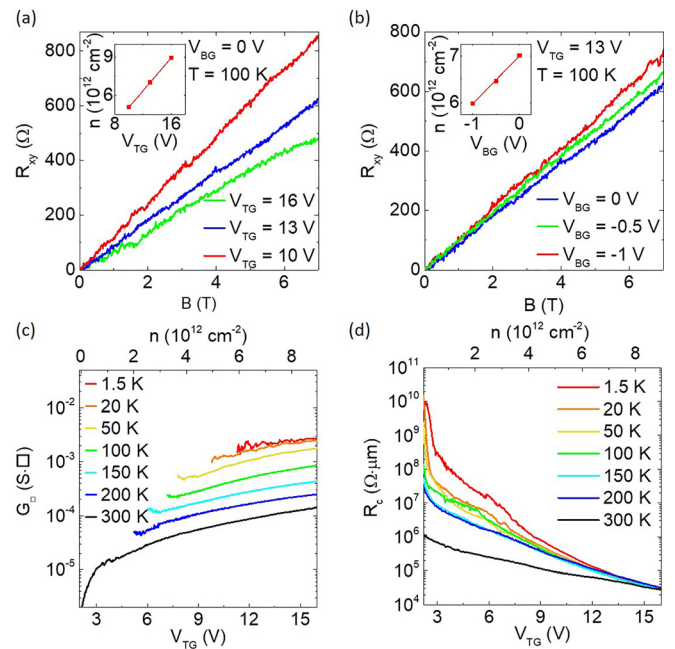 (a)
R_xy (Ω)
800
600
400
200
0
0 2 4 6
B (T)
n (10^12 cm^-2)
8
6
8 12 16
V_TG (V)
V_BG = 0 V
T = 100 K
V_TG = 16 V
V_TG = 13 V
V_TG = 10 V
(b)
R_xy (Ω)
800
600
400
200
0
0 2 4 6
B (T)
n (10^12 cm^-2)
7
6
-1 0
V_BG (V)
V_TG = 13 V
T = 100 K
V_BG = 0 V
V_BG = -0.5 V
V_BG = -1 V
(c)
n (10^12 cm^-2)
0 2 4 6 8
G_□ (S·□)
10^-2
10^-3
10^-4
10^-5
1.5 K
20 K
50 K
100 K
150 K
200 K
300 K
3 6 9 12 15
V_TG (V)
(d)
n (10^12 cm^-2)
0 2 4 6 8
R_c (Ω·μm)
10^11
10^10
10^9
10^8
10^7
10^6
10^5
10^4
1.5 K
20 K
50 K
100 K
150 K
200 K
300 K
3 6 9 12 15
V_TG (V)